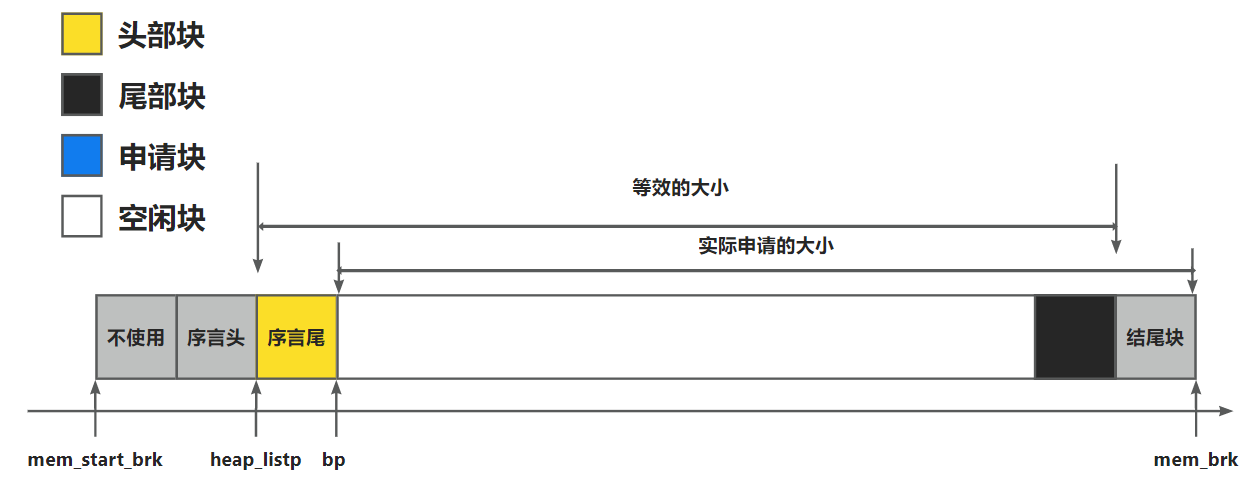 头部块
尾部块
申请块
空闲块
等效的大小
实际申请的大小
不使用
序言头
序言尾
结尾块
mem_start_brk
heap_listp
bp
mem_brk